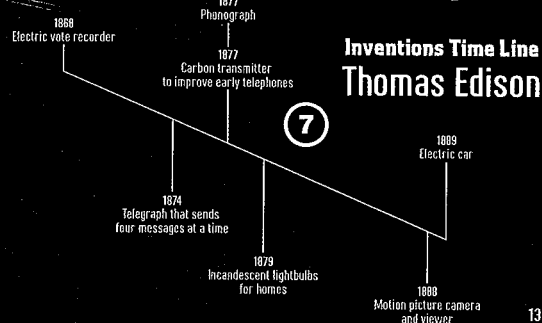 1877
Phonograph
1868
Electric vote recorder
1877
Carbon transmitter
to improve early telephones
Inventions Time Line
Thomas Edison
7
1889
Electric car
1874
Telegraph that sends
four messages at a time
1879
Incandescent lightbulbs
for homes
1888
Motion picture camera
and viewer
13